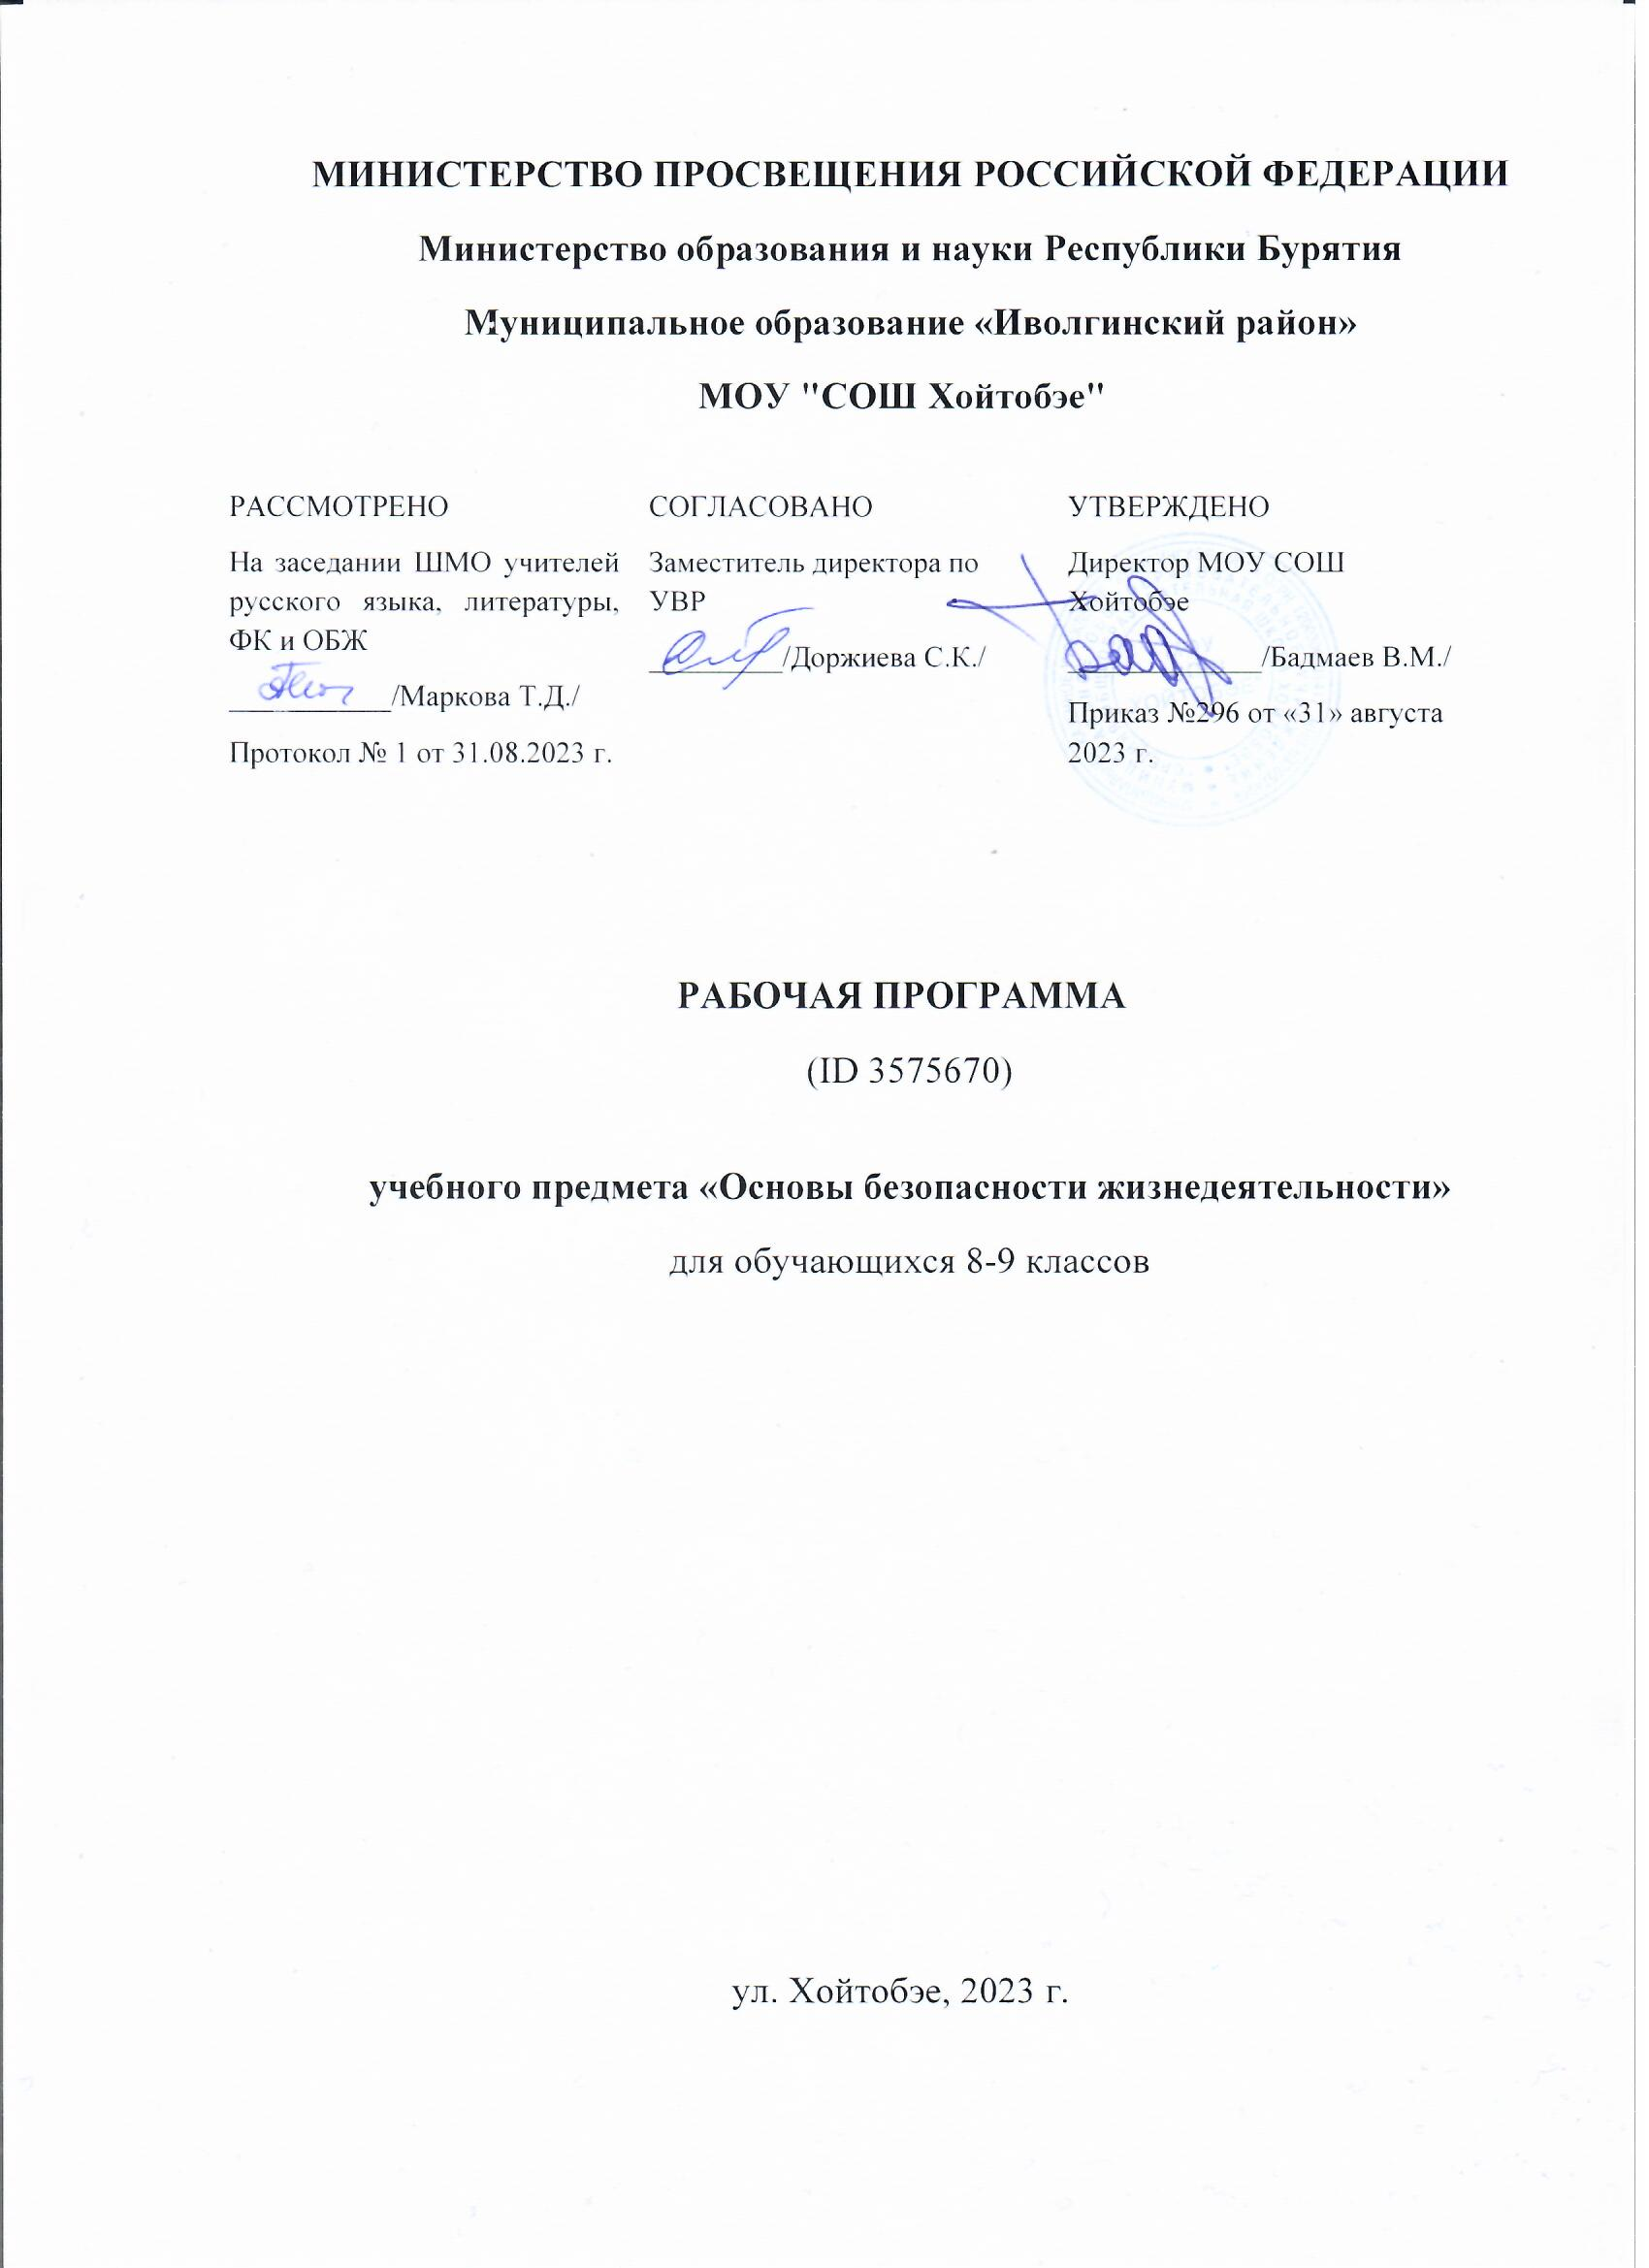 МИНИСТЕРСТВО ПРОСВЕЩЕНИЯ РОССИЙСКОЙ ФЕДЕРАЦИИ
Министерство образования и науки Республики Бурятия
Муниципальное образование «Иволгинский район»
МОУ "СОШ Хойтобэе"
РАССМОТРЕНО
На заседании ШМО учителей
русского языка, литературы,
ФК и ОБЖ
___________/Маркова Т.Д./
Протокол № 1 от 31.08.2023 г.
СОГЛАСОВАНО
Заместитель директора по
УВР
_________/Доржиева С.К./
УТВЕРЖДЕНО
Директор МОУ СОШ
Хойтобэе
_____________/Бадмаев В.М./
Приказ №296 от «31» августа
2023 г.
РАБОЧАЯ ПРОГРАММА
(ID 3575670)
учебного предмета «Основы безопасности жизнедеятельности»
для обучающихся 8-9 классов
ул. Хойтобэе, 2023 г.